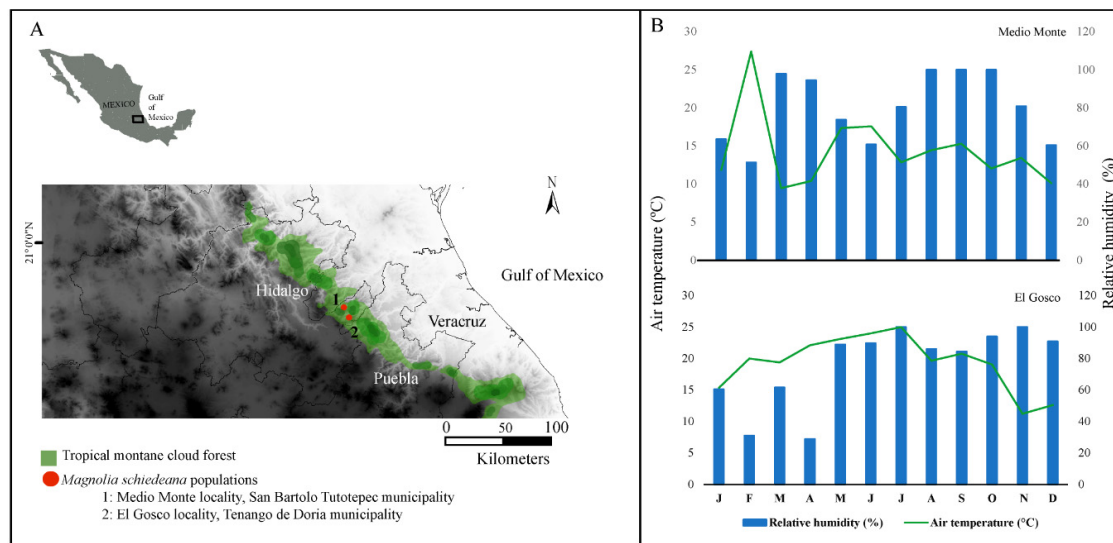 A
MEXICO
Gulf
of
Mexico
N
21°0'0"N
Gulf of Mexico
Hidalgo
1
Veracruz
2
Puebla
0 50 100
Kilometers
Tropical montane cloud forest
Magnolia schiedeana populations
1: Medio Monte locality, San Bartolo Tutotepec municipality
2: El Gosco locality, Tenango de Doria municipality
B
Medio Monte
30
25
20
15
10
5
0
120
100
80
60
40
20
0
Air temperature (°C)
Relative humidity (%)
El Gosco
30
25
20
15
10
5
0
120
100
80
60
40
20
0
J F M A M J J A S O N D
Relative humidity (%) Air temperature (°C)